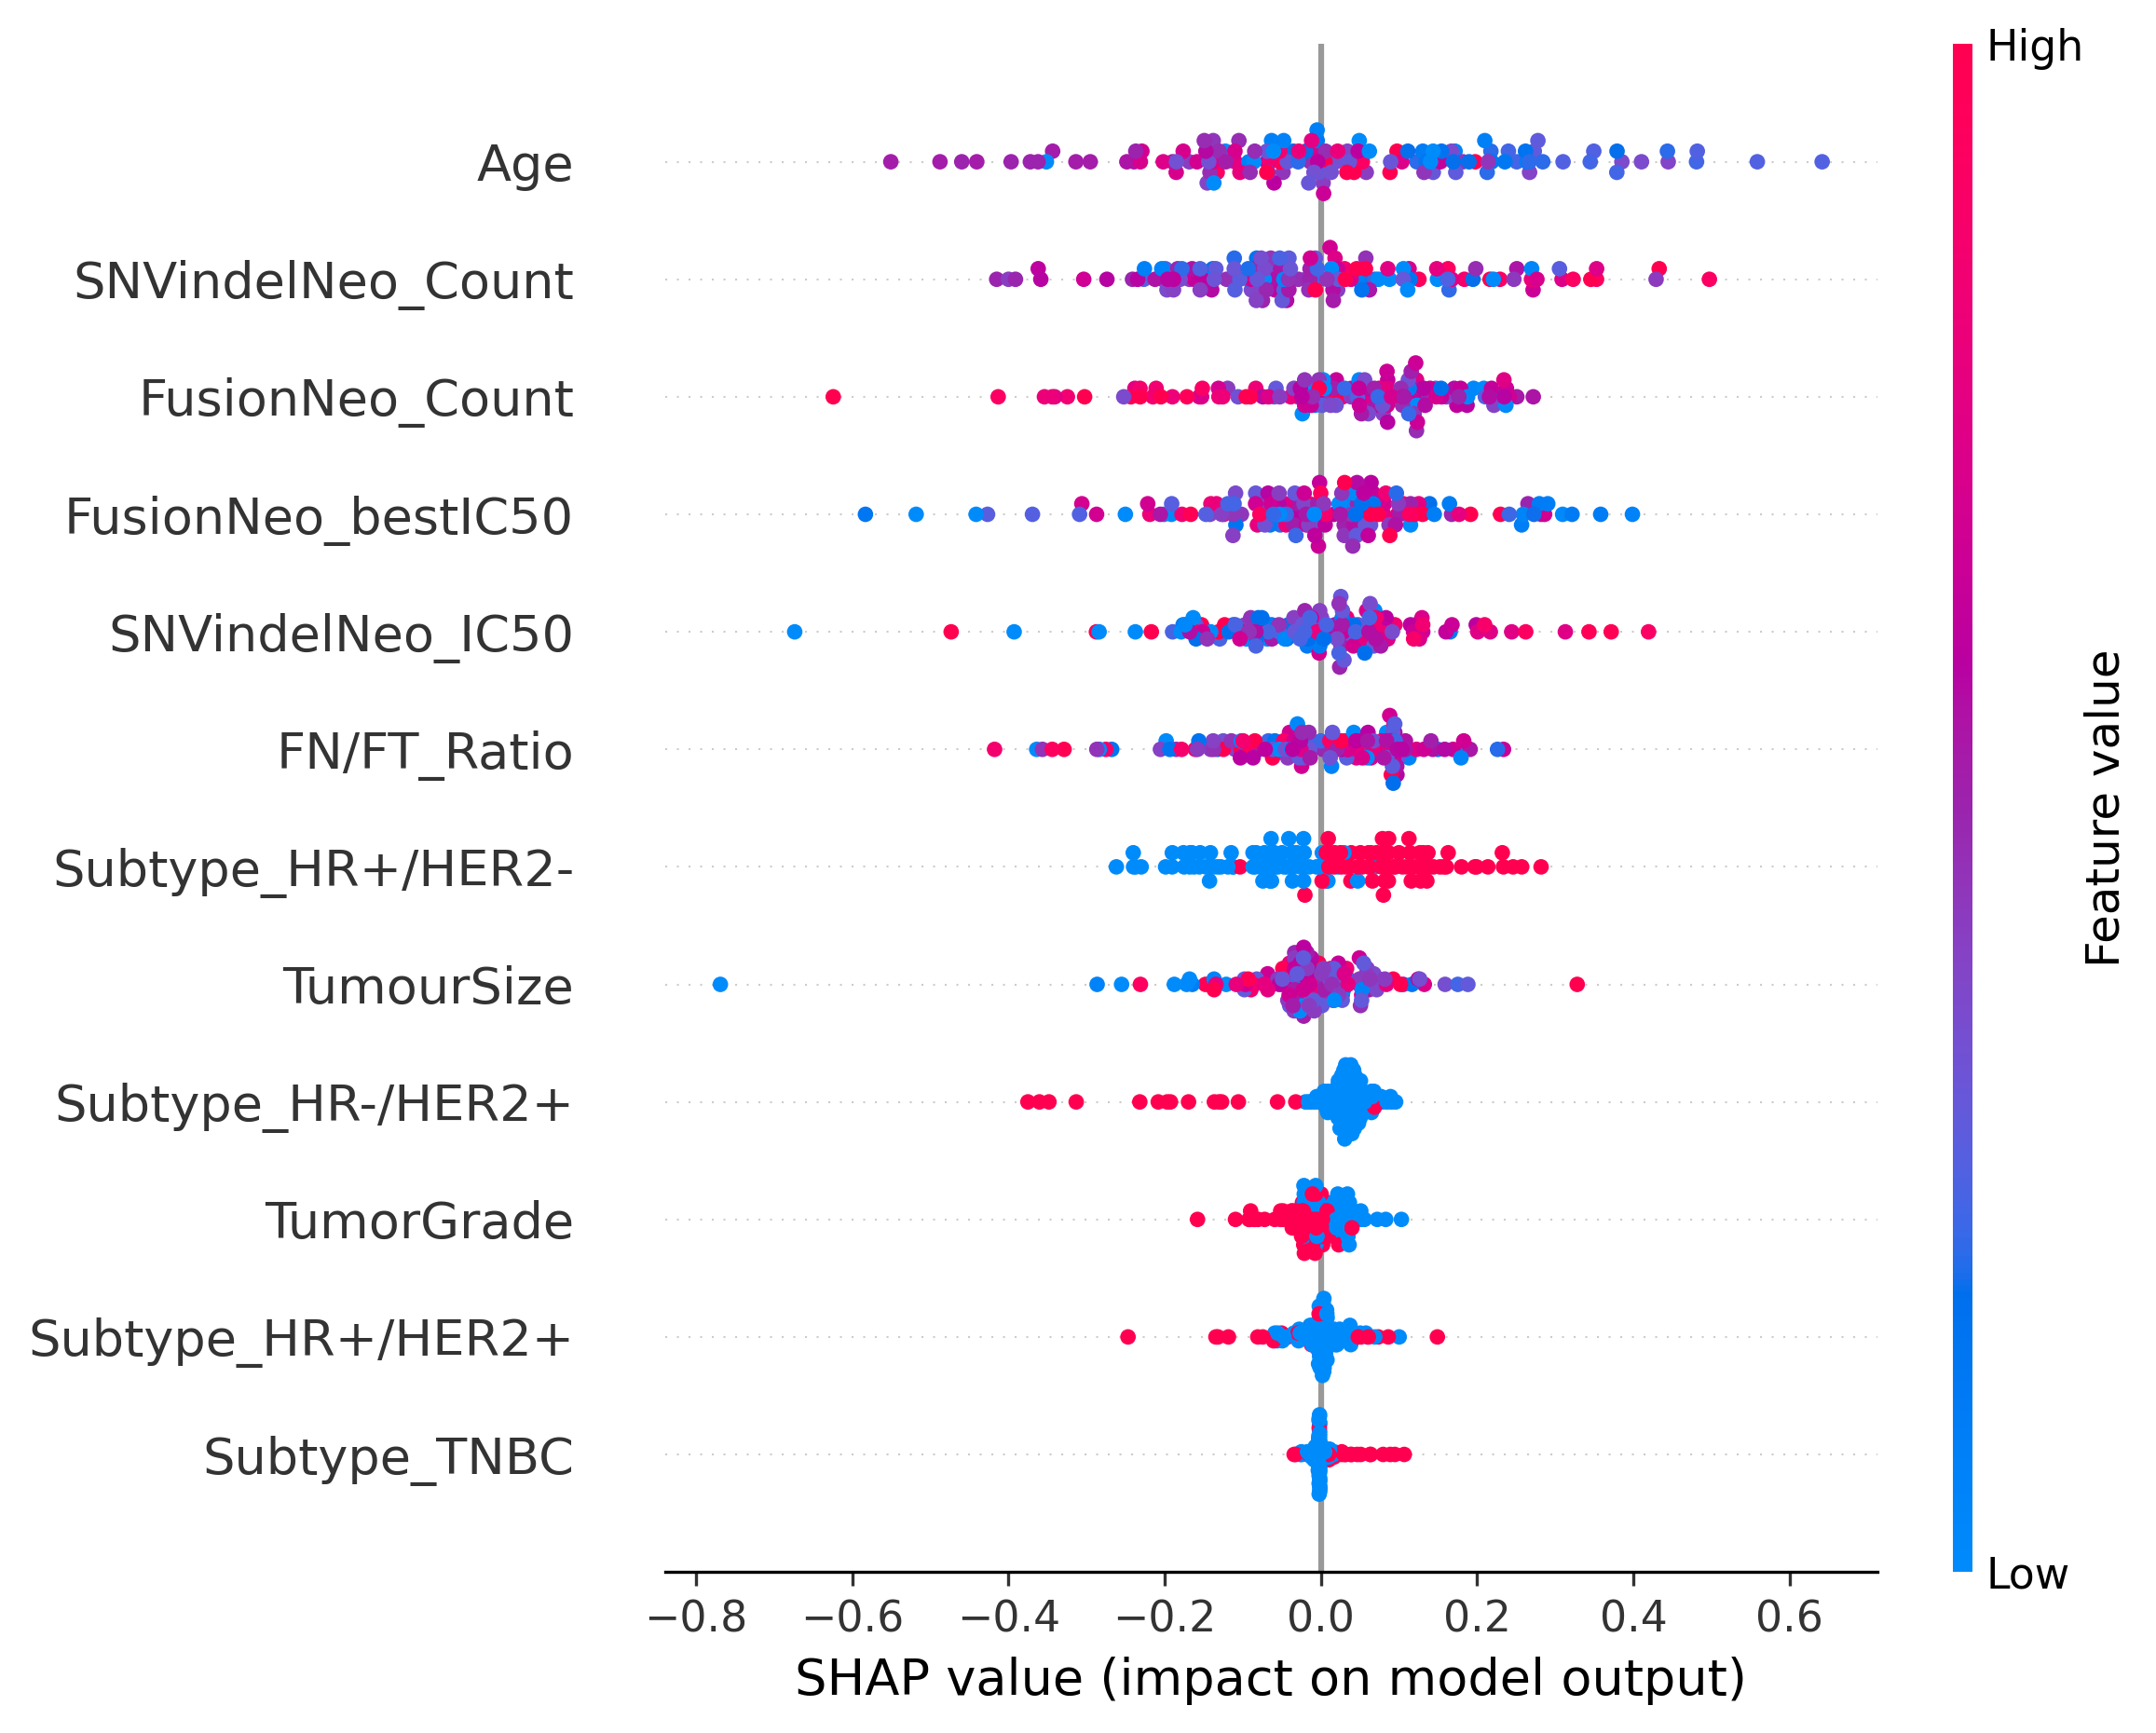 High
Age
SNVindelNeo_Count
FusionNeo_Count
FusionNeo_bestIC50
SNVindelNeo_IC50
FN/FT_Ratio
Subtype_HR+/HER2-
TumourSize
Subtype_HR-/HER2+
TumorGrade
Subtype_HR+/HER2+
Subtype_TNBC
Feature value
Low
−0.8 −0.6 −0.4 −0.2 0.0 0.2 0.4 0.6
SHAP value (impact on model output)